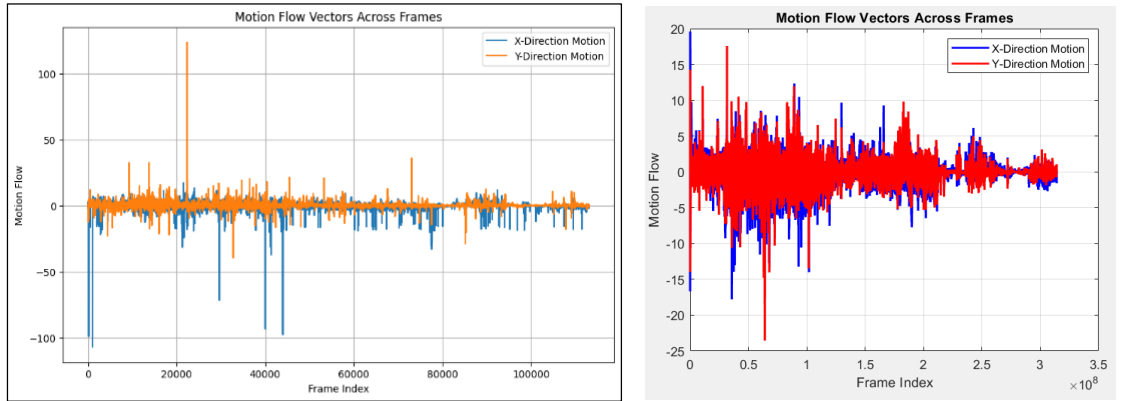 Motion Flow Vectors Across Frames
X-Direction Motion
Y-Direction Motion
100
50
0
−50
−100
Motion Flow
0 20000 40000 60000 80000 100000
Frame Index
Motion Flow Vectors Across Frames
X-Direction Motion
Y-Direction Motion
20
15
10
5
0
-5
-10
-15
-20
-25
Motion Flow
0 0.5 1 1.5 2 2.5 3 3.5
Frame Index
×10⁸